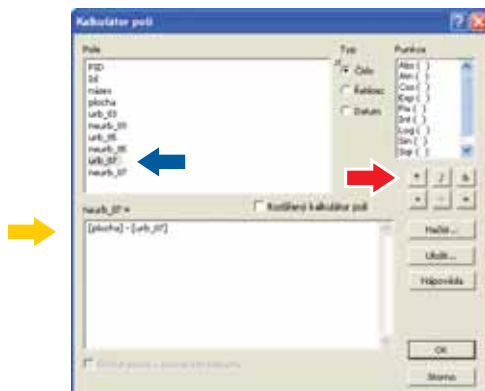 Kalkulátor polí
Pole
Typ
Funkce
FID
Id
název
plocha
urb_03
neurb_03
urb_05
neurb_05
urb_07
neurb_07
Číslo
Řetězec
Datum
Abs ( )
Atn ( )
Cos ( )
Exp ( )
Fix ( )
Int ( )
Log ( )
Sin ( )
Sqr ( )
* / &
+ - =
neurb_07 =
Rozšířený kalkulátor polí
[plocha] - [urb_07]
Načíst...
Uložit...
Nápověda
OK
Storno